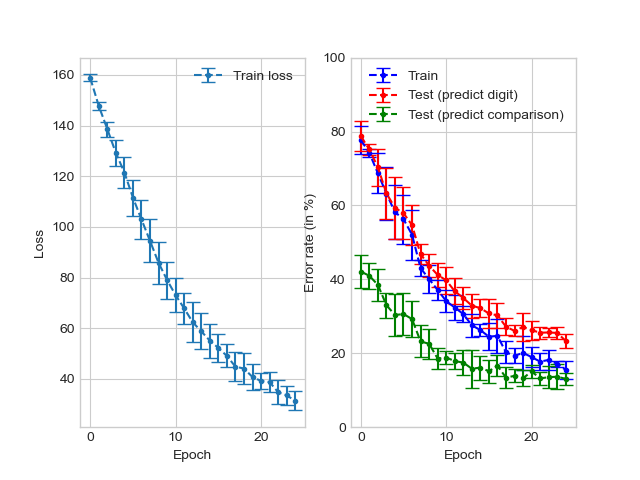 Train loss
160
140
120
100
80
60
40
0
10
20
Epoch
Loss
Train
Test (predict digit)
Test (predict comparison)
100
80
60
40
20
0
0
10
20
Epoch
Error rate (in %)